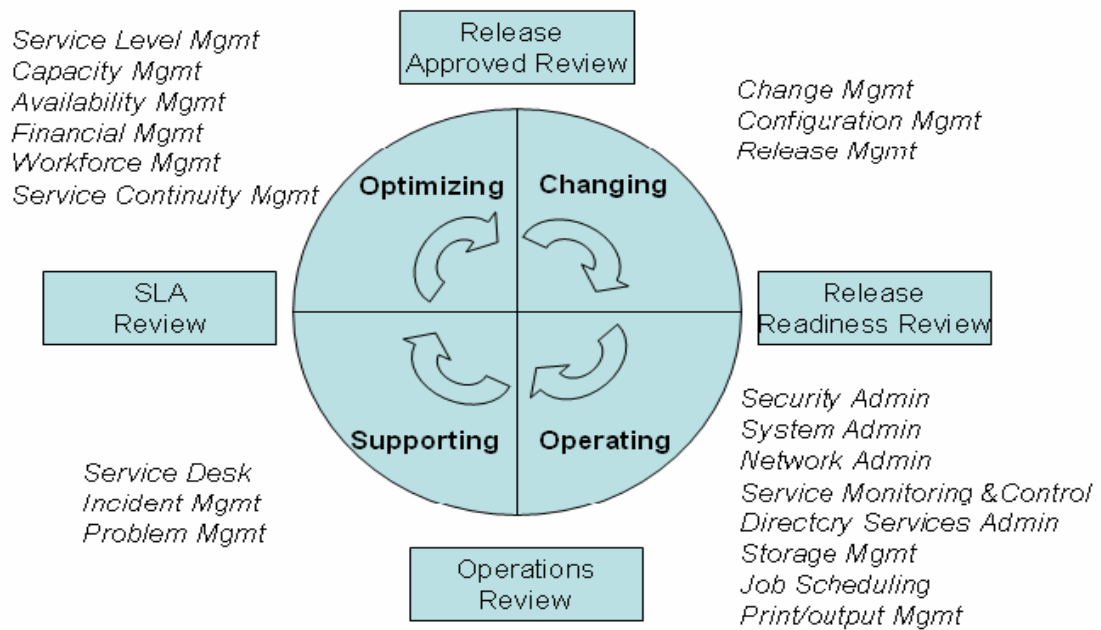 Service Level Mgmt
Capacity Mgmt
Availability Mgmt
Financial Mgmt
Workforce Mgmt
Service Continuity Mgmt
Release
Approved Review
Change Mgmt
Configuration Mgmt
Release Mgmt
Optimizing
Changing
SLA
Review
Release
Readiness Review
Supporting
Operating
Service Desk
Incident Mgmt
Problem Mgmt
Security Admin
System Admin
Network Admin
Service Monitoring &Control
Directory Services Admin
Storage Mgmt
Job Scheduling
Print/output Mgmt
Operations
Review